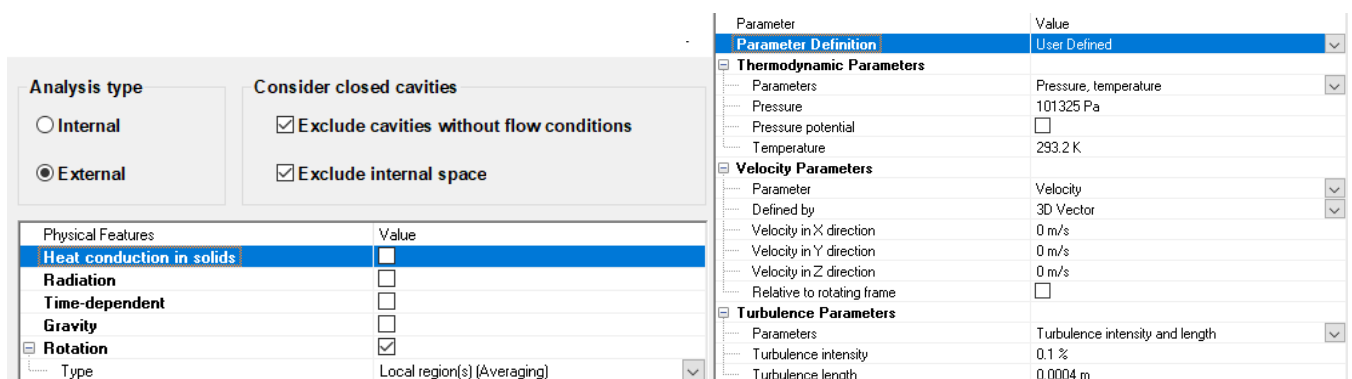 Analysis type
Consider closed cavities
Internal
Exclude cavities without flow conditions
External
Exclude internal space
Physical Features Value
Heat conduction in solids
Radiation
Time-dependent
Gravity
Rotation
Type Local region(s) (Averaging)
Parameter Value
Parameter Definition User Defined
Thermodynamic Parameters
Parameters Pressure, temperature
Pressure 101325 Pa
Pressure potential
Temperature 293.2 K
Velocity Parameters
Parameter Velocity
Defined by 3D Vector
Velocity in X direction 0 m/s
Velocity in Y direction 0 m/s
Velocity in Z direction 0 m/s
Relative to rotating frame
Turbulence Parameters
Parameters Turbulence intensity and length
Turbulence intensity 0.1 %
Turbulence length 0.0004 m